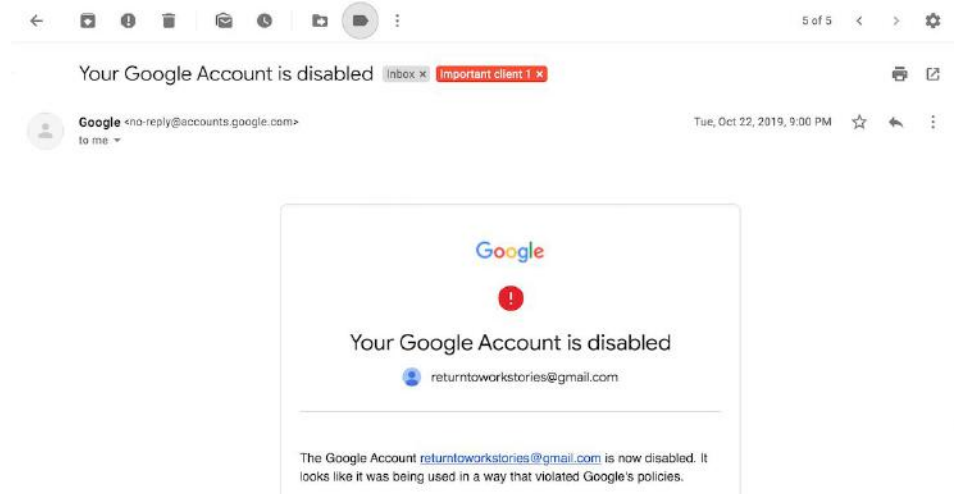 5 of 5
Your Google Account is disabled Inbox x Important client 1 x
Google <no-reply@accounts.google.com> Tue, Oct 22, 2019, 9:00 PM
to me
Google
Your Google Account is disabled
returntoworkstories@gmail.com
The Google Account returntoworkstories@gmail.com is now disabled. It
looks like it was being used in a way that violated Google's policies.